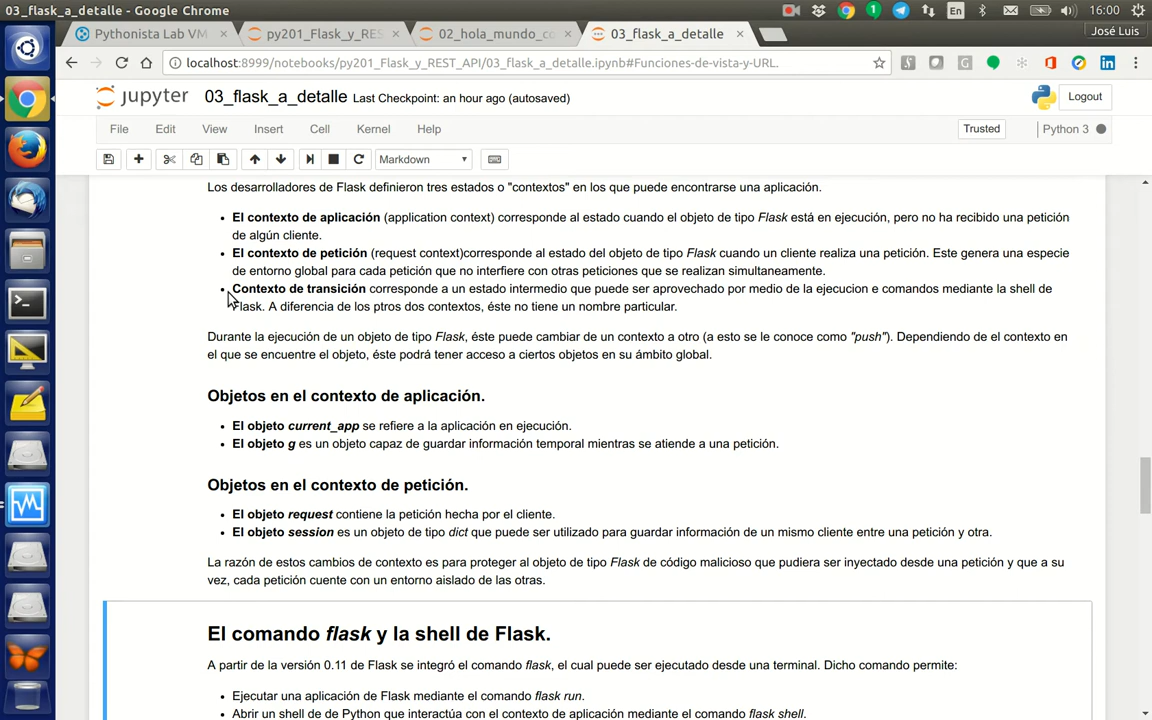 03_flask_a_detalle - Google Chrome
En
16:00
Pythonista Lab VM
py201_Flask_y_RES
02_hola_mundo_co
03_flask_a_detalle
José Luis
localhost:8999/notebooks/py201_Flask_y_REST_API/03_flask_a_detalle.ipynb#Funciones-de-vista-y-URL.
jupyter 03_flask_a_detalle Last Checkpoint: an hour ago (autosaved)
Logout
File Edit View Insert Cell Kernel Help
Trusted
Python 3
Markdown
Los desarrolladores de Flask definieron tres estados o "contextos" en los que puede encontrarse una aplicación.
El contexto de aplicación (application context) corresponde al estado cuando el objeto de tipo Flask está en ejecución, pero no ha recibido una petición
de algún cliente.
El contexto de petición (request context)corresponde al estado del objeto de tipo Flask cuando un cliente realiza una petición. Este genera una especie
de entorno global para cada petición que no interfiere con otras peticiones que se realizan simultaneamente.
Contexto de transición corresponde a un estado intermedio que puede ser aprovechado por medio de la ejecucion e comandos mediante la shell de
Flask. A diferencia de los ptros dos contextos, éste no tiene un nombre particular.
Durante la ejecución de un objeto de tipo Flask, éste puede cambiar de un contexto a otro (a esto se le conoce como "push"). Dependiendo de el contexto en
el que se encuentre el objeto, éste podrá tener acceso a ciertos objetos en su ámbito global.
Objetos en el contexto de aplicación.
El objeto current_app se refiere a la aplicación en ejecución.
El objeto g es un objeto capaz de guardar información temporal mientras se atiende a una petición.
Objetos en el contexto de petición.
El objeto request contiene la petición hecha por el cliente.
El objeto session es un objeto de tipo dict que puede ser utilizado para guardar información de un mismo cliente entre una petición y otra.
La razón de estos cambios de contexto es para proteger al objeto de tipo Flask de código malicioso que pudiera ser inyectado desde una petición y que a su
vez, cada petición cuente con un entorno aislado de las otras.
El comando flask y la shell de Flask.
A partir de la versión 0.11 de Flask se integró el comando flask, el cual puede ser ejecutado desde una terminal. Dicho comando permite:
Ejecutar una aplicación de Flask mediante el comando flask run.
Abrir un shell de de Python que interactúa con el contexto de aplicación mediante el comando flask shell.